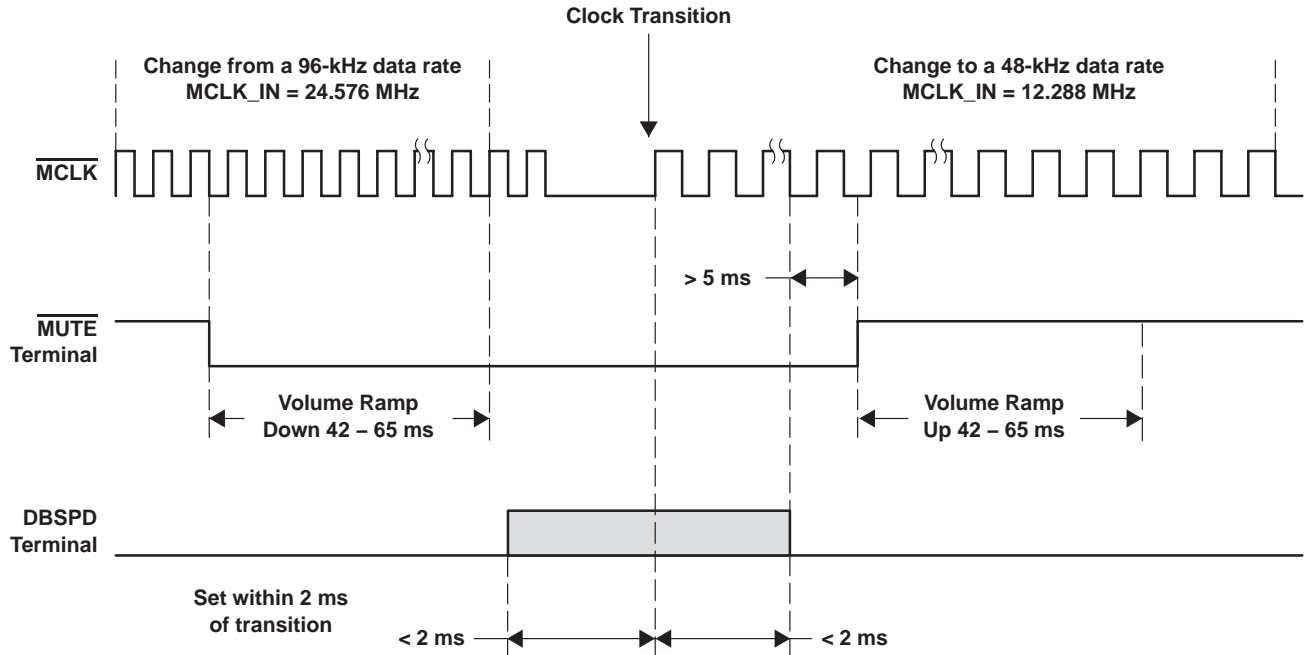 Clock Transition
Change from a 96-kHz data rate
MCLK_IN = 24.576 MHz
Change to a 48-kHz data rate
MCLK_IN = 12.288 MHz
MCLK
> 5 ms
MUTE
Terminal
Volume Ramp
Down 42 – 65 ms
Volume Ramp
Up 42 – 65 ms
DBSPD
Terminal
Set within 2 ms
of transition
< 2 ms
< 2 ms